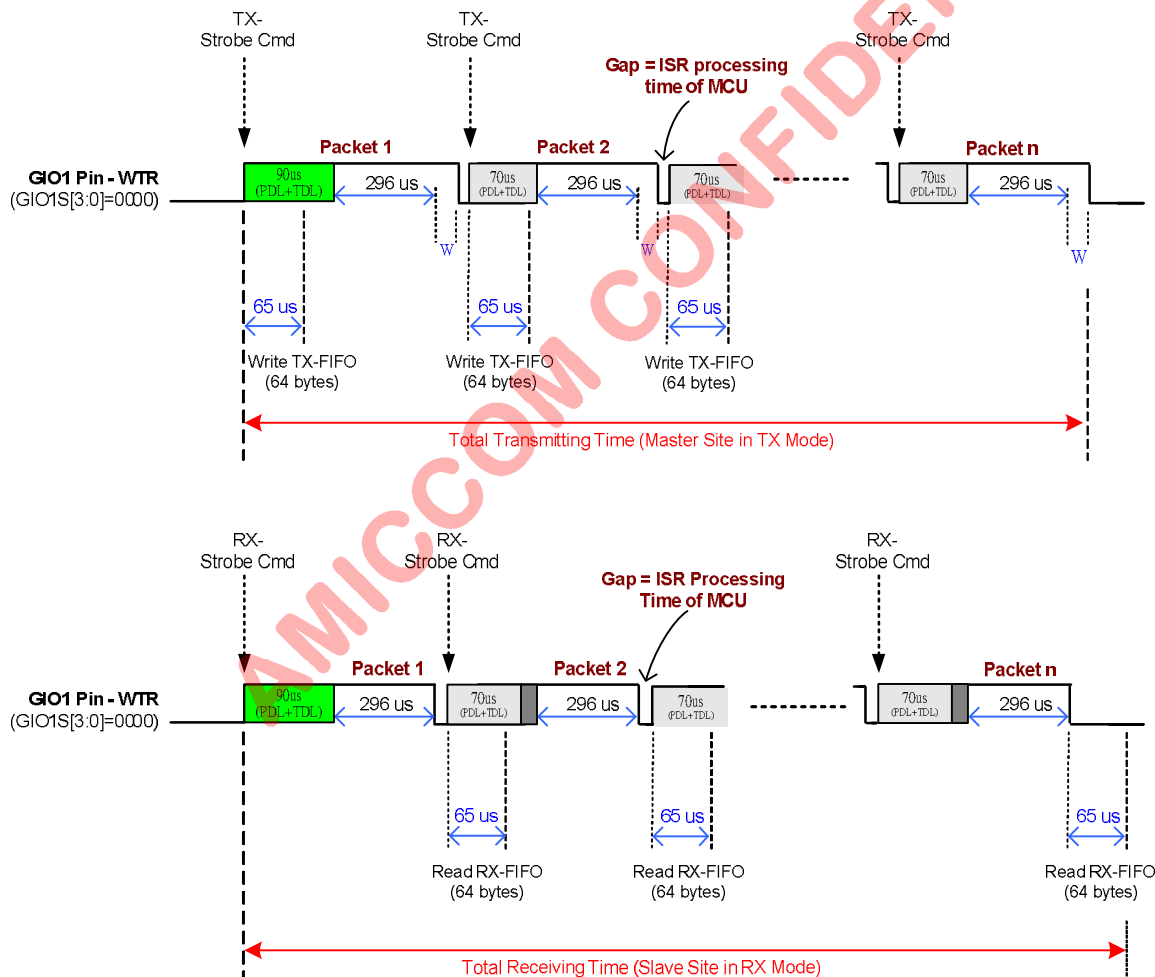 TX-
Strobe Cmd
TX-
Strobe Cmd
TX-
Strobe Cmd
Gap = ISR processing
time of MCU
Packet 1
Packet 2
Packet n
GIO1 Pin - WTR
(GIO1S[3:0]=0000)
90us
(PDL+TDL)
296 us
70us
(PDL+TDL)
296 us
70us
(PDL+TDL)
70us
(PDL+TDL)
296 us
W
W
W
65 us
65 us
65 us
Write TX-FIFO
(64 bytes)
Write TX-FIFO
(64 bytes)
Write TX-FIFO
(64 bytes)
Total Transmitting Time (Master Site in TX Mode)
RX-
Strobe Cmd
RX-
Strobe Cmd
RX-
Strobe Cmd
Gap = ISR Processing
Time of MCU
Packet 1
Packet 2
Packet n
GIO1 Pin - WTR
(GIO1S[3:0]=0000)
90us
(PDL+TDL)
296 us
70us
(PDL+TDL)
296 us
70us
(PDL+TDL)
70us
(PDL+TDL)
296 us
65 us
65 us
65 us
Read RX-FIFO
(64 bytes)
Read RX-FIFO
(64 bytes)
Read RX-FIFO
(64 bytes)
Total Receiving Time (Slave Site in RX Mode)
AMICCOM CONFIDE